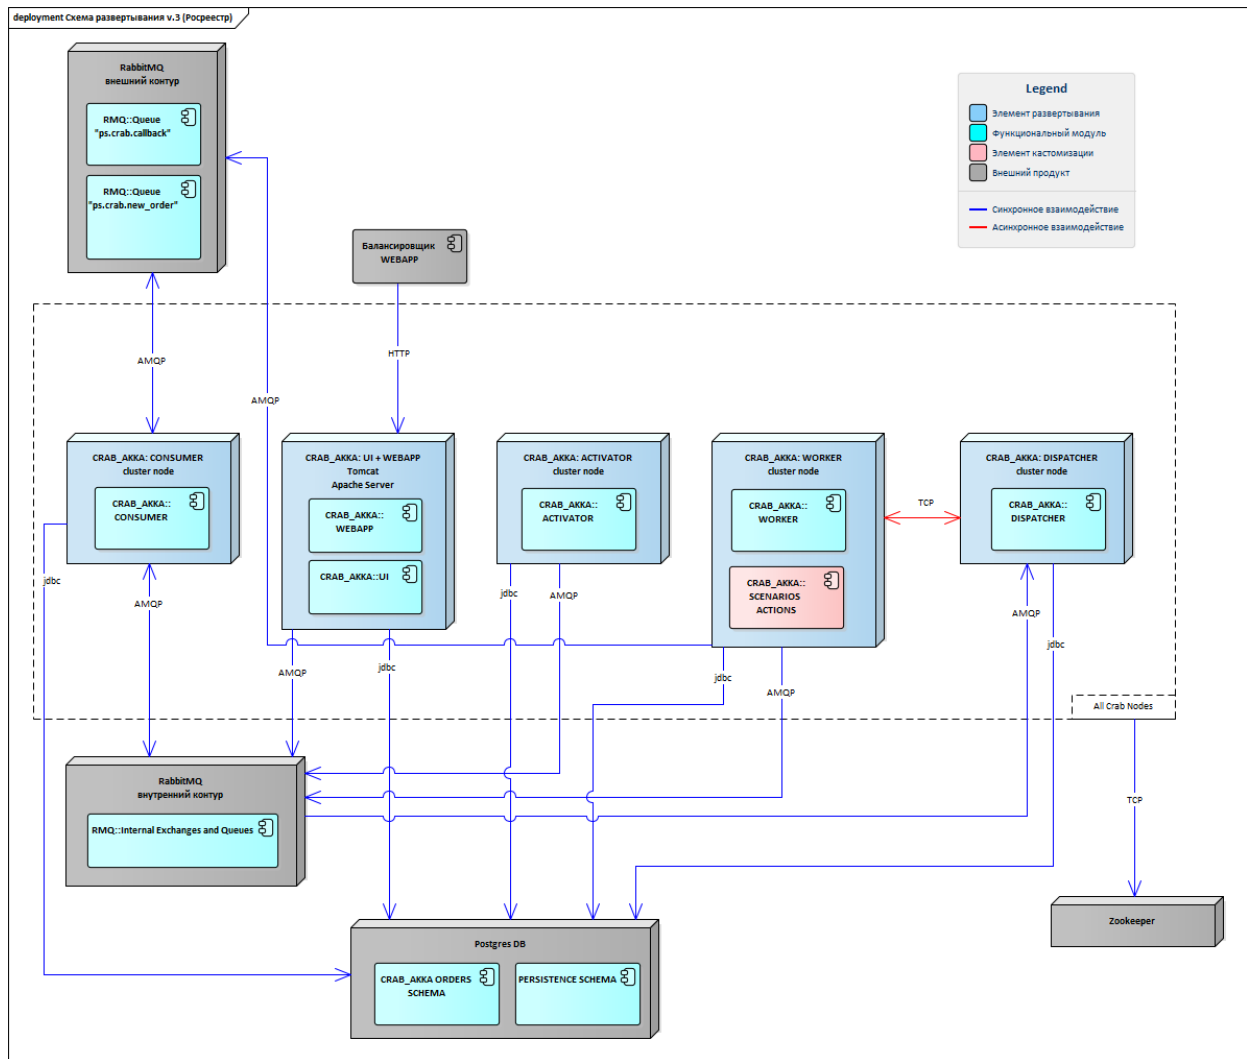 deployment Схема развертывания v.3 (Росреестр)
RabbitMQ
внешний контур
RMQ::Queue
"ps.crab.callback"
RMQ::Queue
"ps.crab.new_order"
Legend
Элемент развертывания
Функциональный модуль
Элемент кастомизации
Внешний продукт
Синхронное взаимодействие
Асинхронное взаимодействие
Балансировщик
WEBAPP
AMQP
HTTP
AMQP
CRAB_AKKA: CONSUMER
cluster node
CRAB_AKKA::
CONSUMER
CRAB_AKKA: UI + WEBAPP
Tomcat
Apache Server
CRAB_AKKA::
WEBAPP
CRAB_AKKA::UI
CRAB_AKKA: ACTIVATOR
cluster node
CRAB_AKKA::
ACTIVATOR
CRAB_AKKA: WORKER
cluster node
CRAB_AKKA::
WORKER
CRAB_AKKA::
SCENARIOS
ACTIONS
TCP
CRAB_AKKA: DISPATCHER
cluster node
CRAB_AKKA::
DISPATCHER
jdbc
AMQP
AMQP
jdbc
jdbc
AMQP
jdbc
AMQP
AMQP
jdbc
All Crab Nodes
RabbitMQ
внутренний контур
RMQ::Internal Exchanges and Queues
TCP
Zookeeper
Postgres DB
CRAB_AKKA ORDERS
SCHEMA
PERSISTENCE SCHEMA